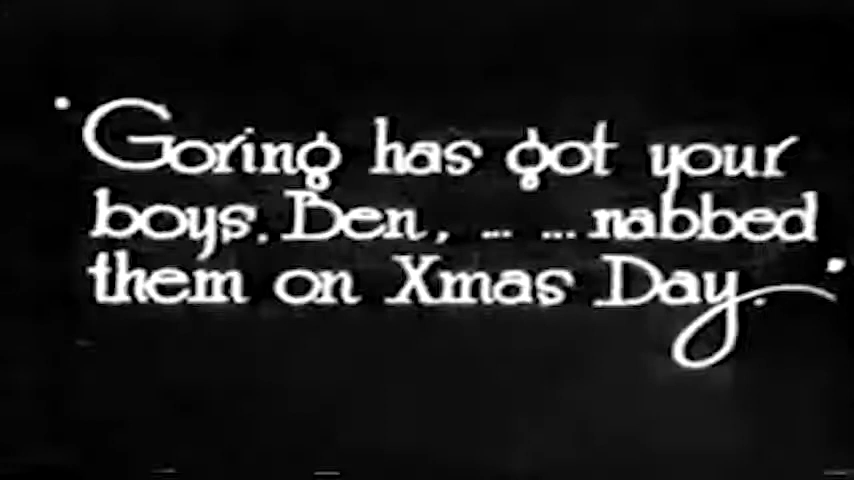 "Goring has got your
boys. Ben, ... ... nabbed
them on Xmas Day."